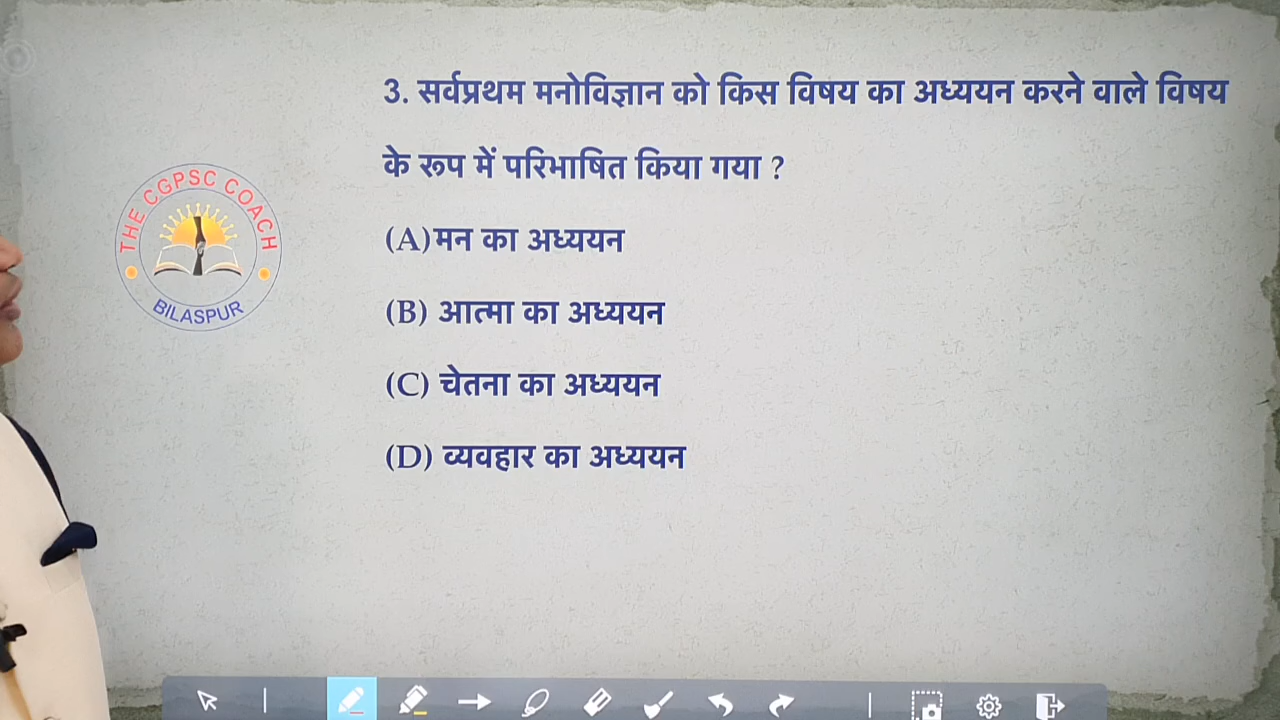 3. सर्वप्रथम मनोविज्ञान को किस विषय का अध्ययन करने वाले विषय
के रूप में परिभाषित किया गया ?
THE CGPSC COACH
BILASPUR
(A)मन का अध्ययन
(B) आत्मा का अध्ययन
(C) चेतना का अध्ययन
(D) व्यवहार का अध्ययन